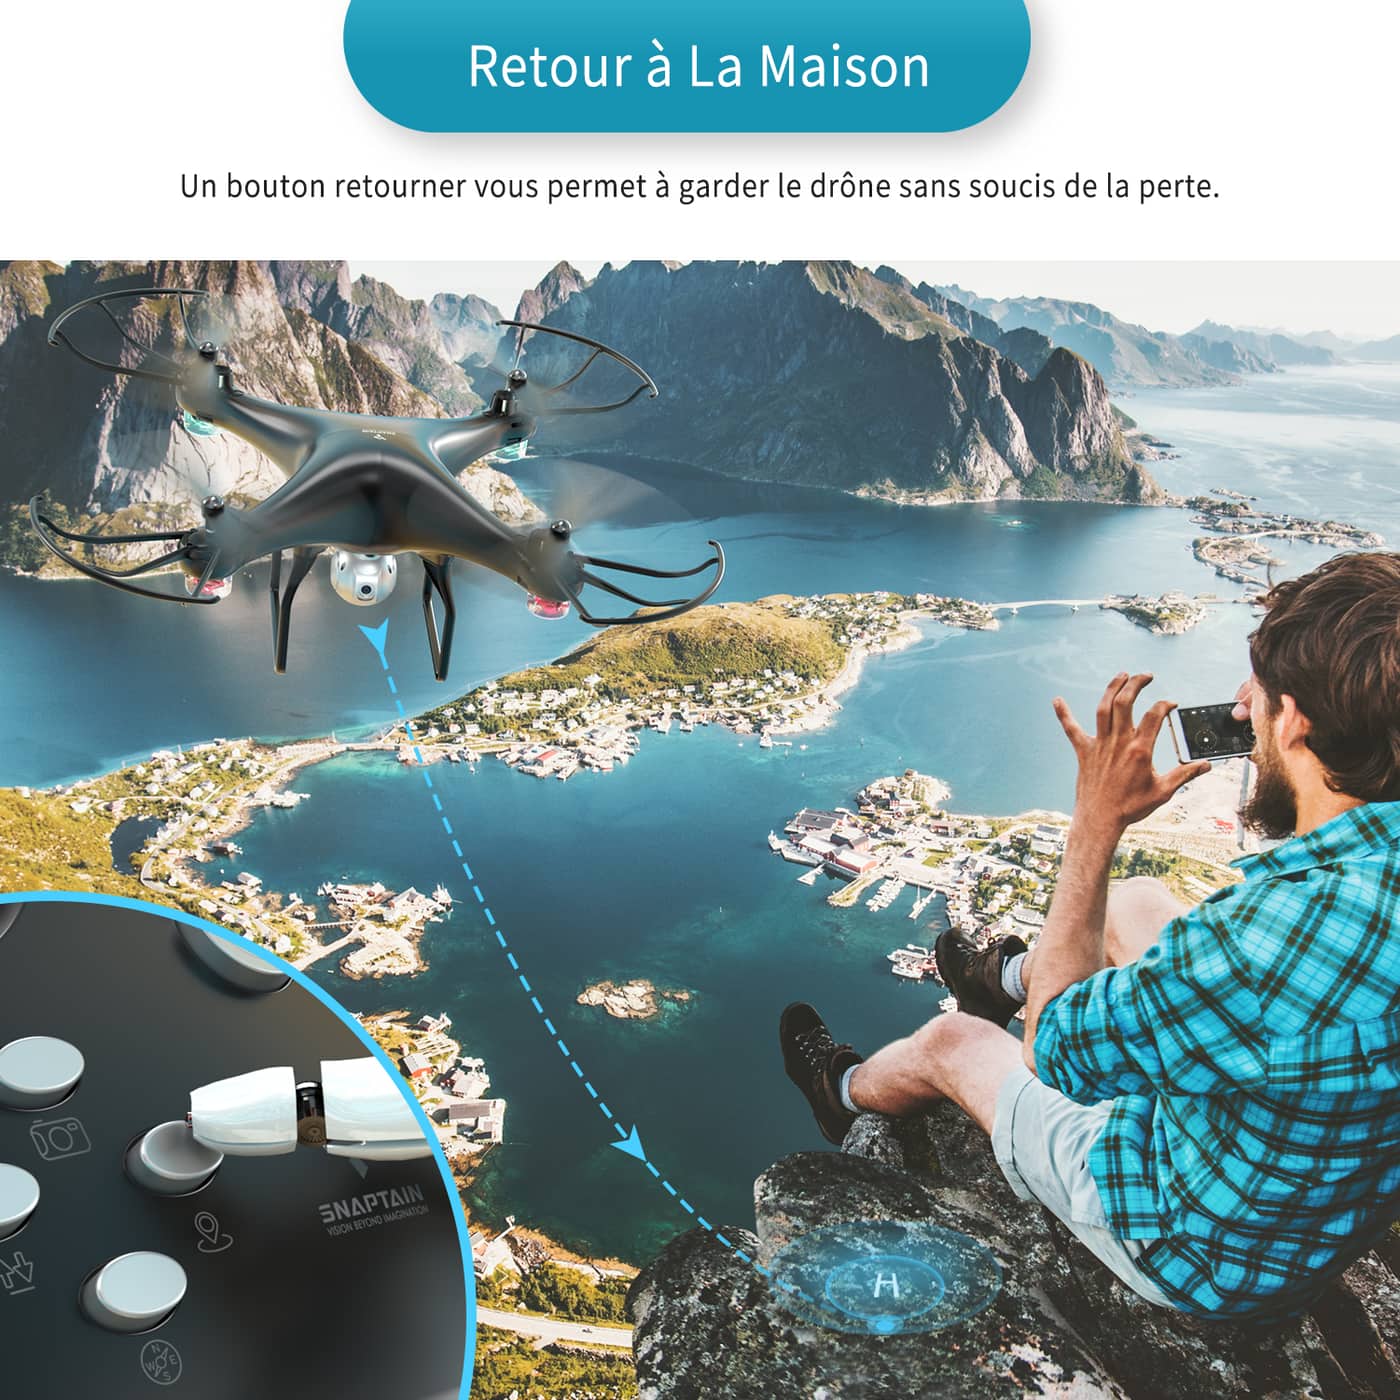 Retour à La Maison
Un bouton retourner vous permet à garder le drône sans soucis de la perte.
H
SNAPTAIN
VISION BEYOND IMAGINATION
N
W E
S